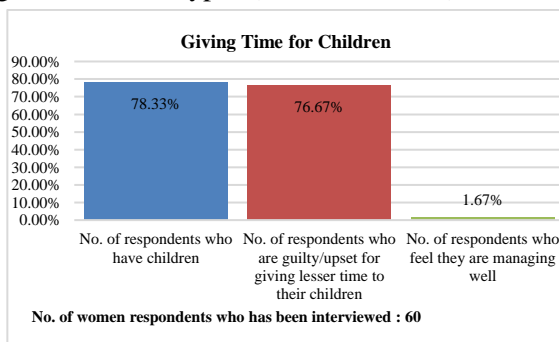 Giving Time for Children
90.00%
80.00%
70.00%
60.00%
50.00%
40.00%
30.00%
20.00%
10.00%
0.00%
78.33%
76.67%
1.67%
No. of respondents who
have children
No. of respondents who
are guilty/upset for
giving lesser time to
their children
No. of respondents who
feel they are managing
well
No. of women respondents who has been interviewed : 60